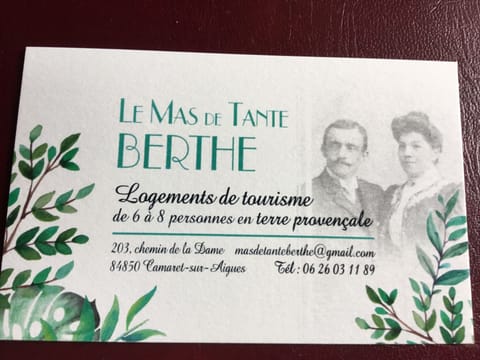 LE MAS DE TANTE
BERTHE
Logements de tourisme
de 6 à 8 personnes en terre provençale
203, chemin de la Dame masdetanteberthe@gmail.com
84850 Camaret-sur-Aigues Tél : 06 26 03 11 89